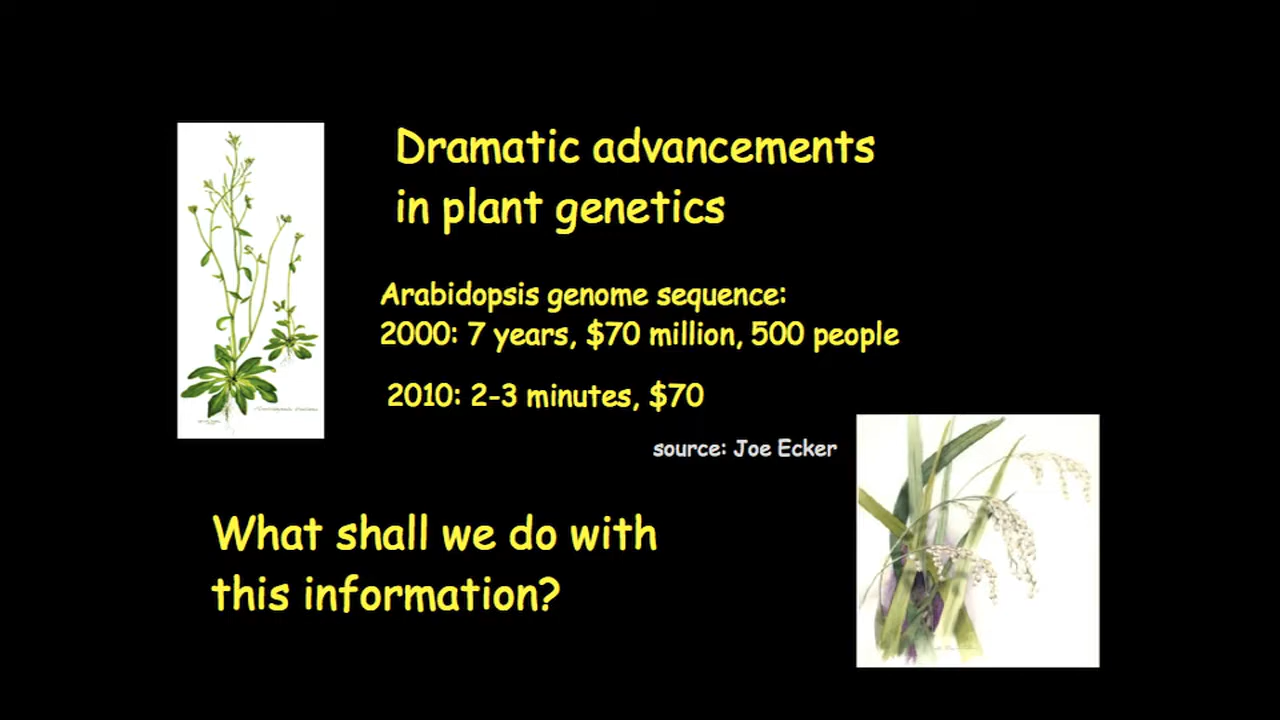 Dramatic advancements
in plant genetics
Arabidopsis genome sequence:
2000: 7 years, $70 million, 500 people
2010: 2-3 minutes, $70
source: Joe Ecker
What shall we do with
this information?